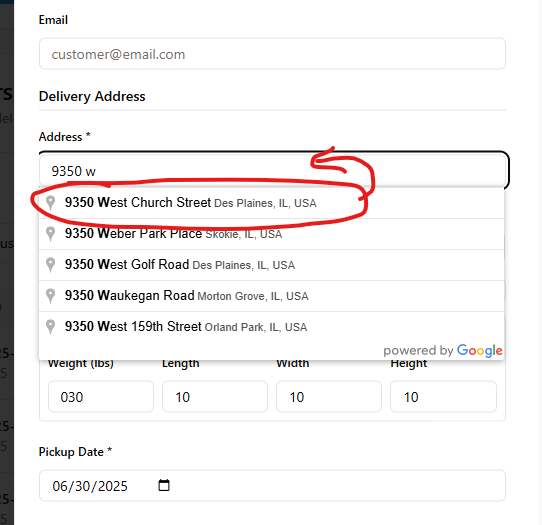 Email
customer@email.com
Delivery Address
Address *
9350 w
9350 West Church Street Des Plaines, IL, USA
9350 Weber Park Place Skokie, IL, USA
9350 West Golf Road Des Plaines, IL, USA
9350 Waukegan Road Morton Grove, IL, USA
9350 West 159th Street Orland Park, IL, USA
powered by Google
Weight (lbs) Length Width Height
030 10 10 10
Pickup Date *
06/30/2025